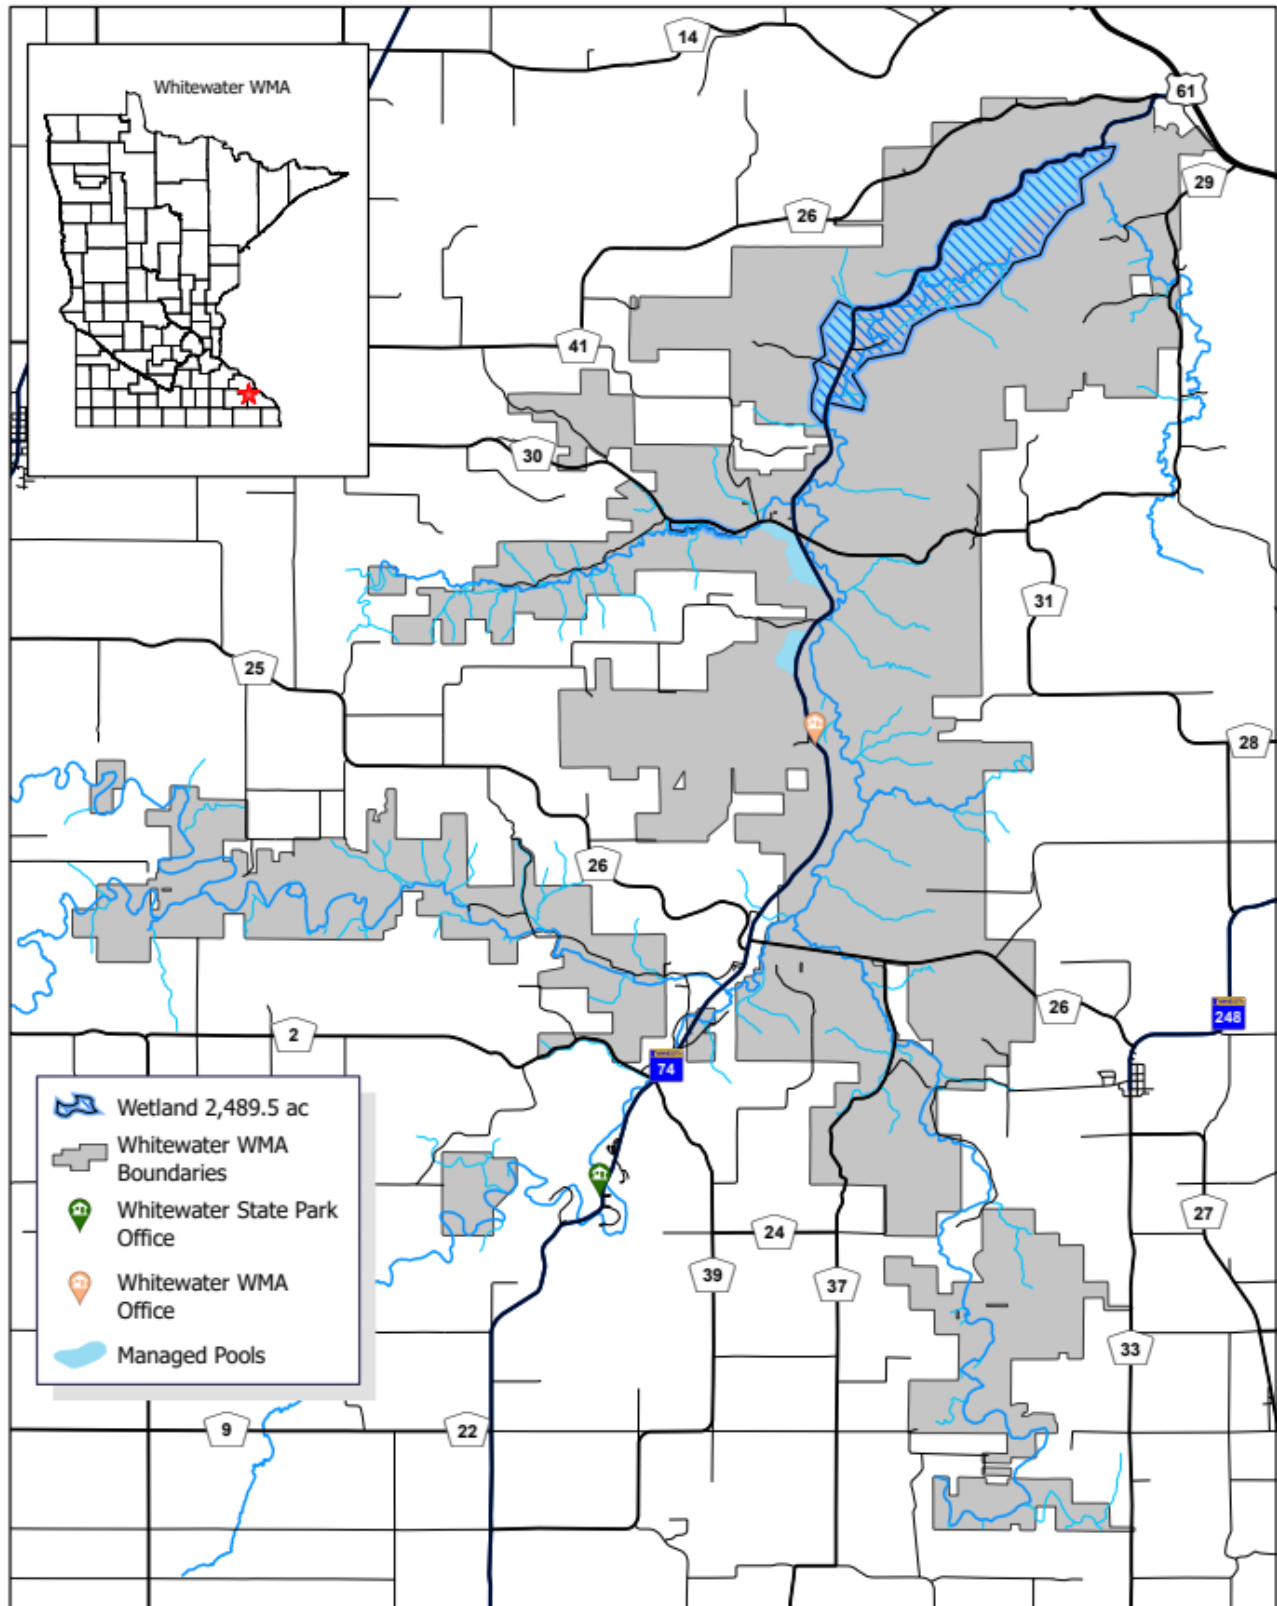 14
Whitewater WMA
61
29
26
41
30
31
25
28
26
26
248
2
74
Wetland 2,489.5 ac
Whitewater WMA
Boundaries
Whitewater State Park
Office
Whitewater WMA
Office
Managed Pools
27
24
39
37
33
9
22